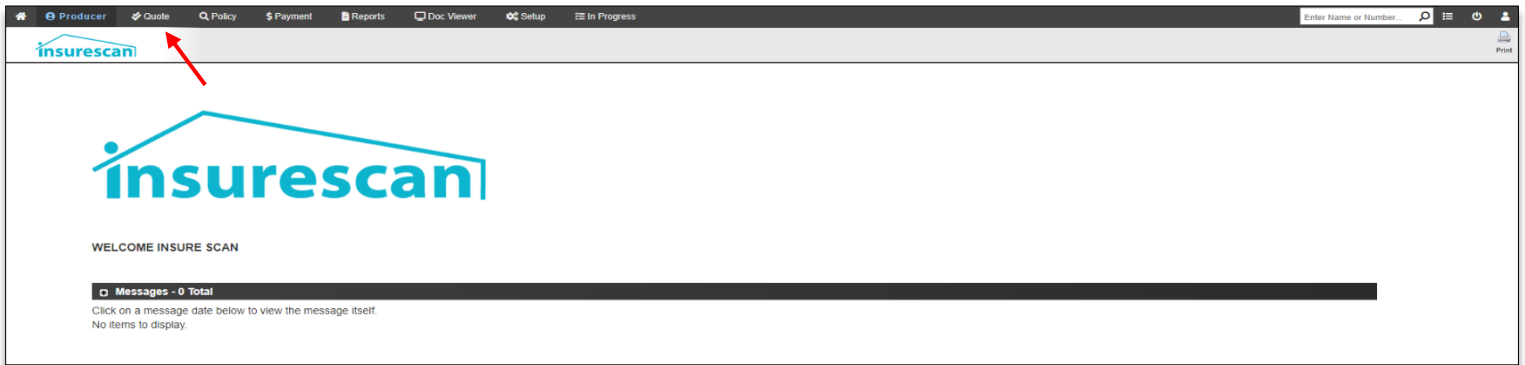 Producer Quote Policy $ Payment Reports Doc Viewer Setup In Progress Enter Name or Number...
insurescan
Print
insurescan
WELCOME INSURE SCAN
Messages - 0 Total
Click on a message date below to view the message itself.
No items to display.